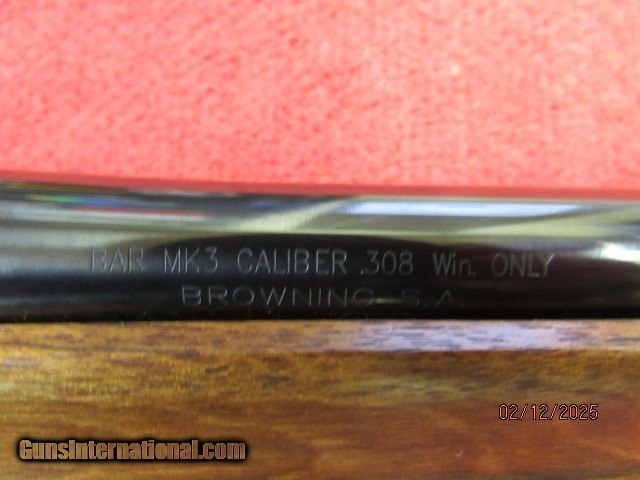 BAR MK3 CALIBER .308 Win. ONLY
BROWNING S.A.
02/12/2025
GunsInternational.com